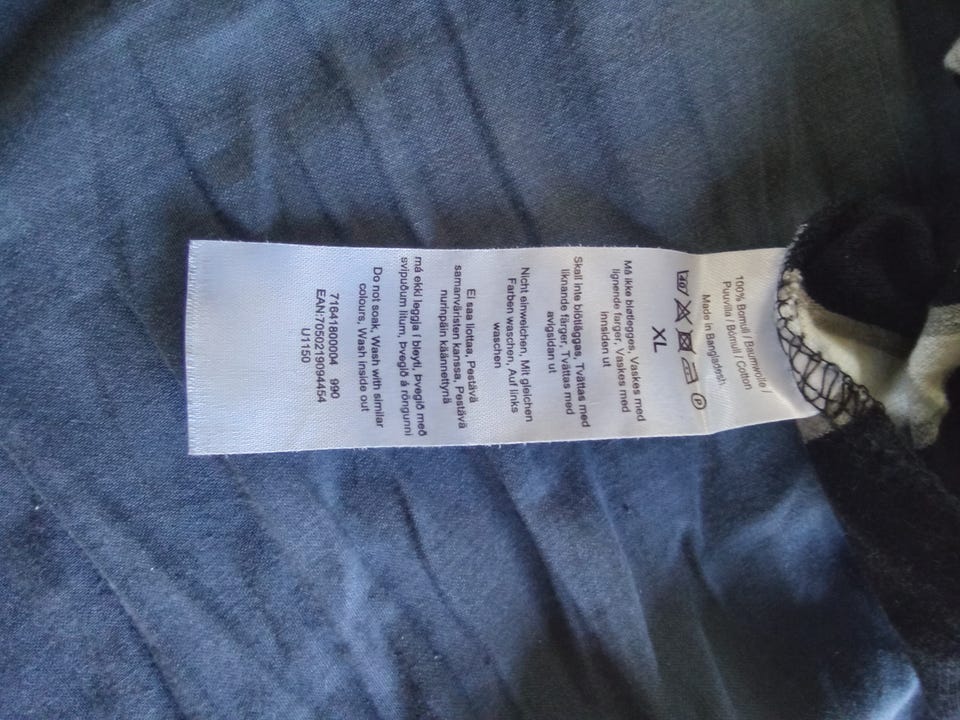 100% Bomull / Baumwolle /
Puuvilla / Bómull / Cotton
Made in Bangladesh
XL
Må ikke bløtlegges, Vaskes med
lignende farger, Vaskes med
innsiden ut
Skall inte blötläggas, Tvättas med
liknande färger, Tvättas med
avigsidan ut
Nicht einweichen, Mit gleichen
Farben waschen, Auf links
waschen
Ei saa liottaa, Pestävä
samanväristen kanssa, Pestävä
nurinpäin käännettynä
má ekki leggja í bleyti, Þvegið með
svipuðum litum, Þvegið á röngunni
Do not soak, Wash with similar
colours, Wash inside out
71641800004 990
EAN:7050219094454
U1150